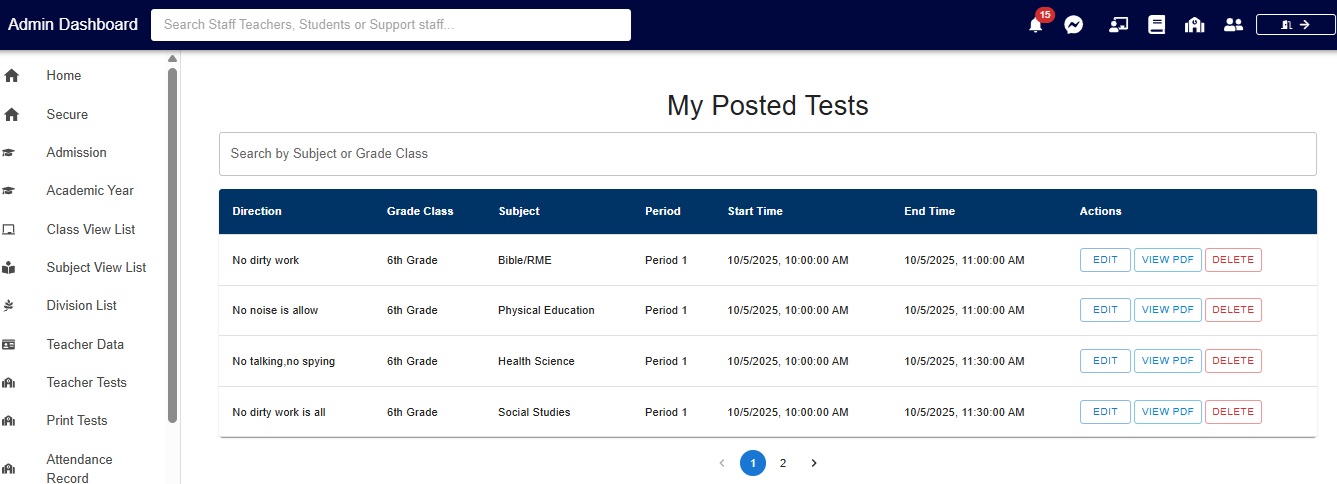 Admin Dashboard
Search Staff Teachers, Students or Support staff...
15
Home
Secure
Admission
Academic Year
Class View List
Subject View List
Division List
Teacher Data
Teacher Tests
Print Tests
Attendance
Record
My Posted Tests
Search by Subject or Grade Class
Direction Grade Class Subject Period Start Time End Time Actions
No dirty work 6th Grade Bible/RME Period 1 10/5/2025, 10:00:00 AM 10/5/2025, 11:00:00 AM EDIT VIEW PDF DELETE
No noise is allow 6th Grade Physical Education Period 1 10/5/2025, 10:00:00 AM 10/5/2025, 11:00:00 AM EDIT VIEW PDF DELETE
No talking,no spying 6th Grade Health Science Period 1 10/5/2025, 10:00:00 AM 10/5/2025, 11:30:00 AM EDIT VIEW PDF DELETE
No dirty work is all 6th Grade Social Studies Period 1 10/5/2025, 10:00:00 AM 10/5/2025, 11:30:00 AM EDIT VIEW PDF DELETE
1 2